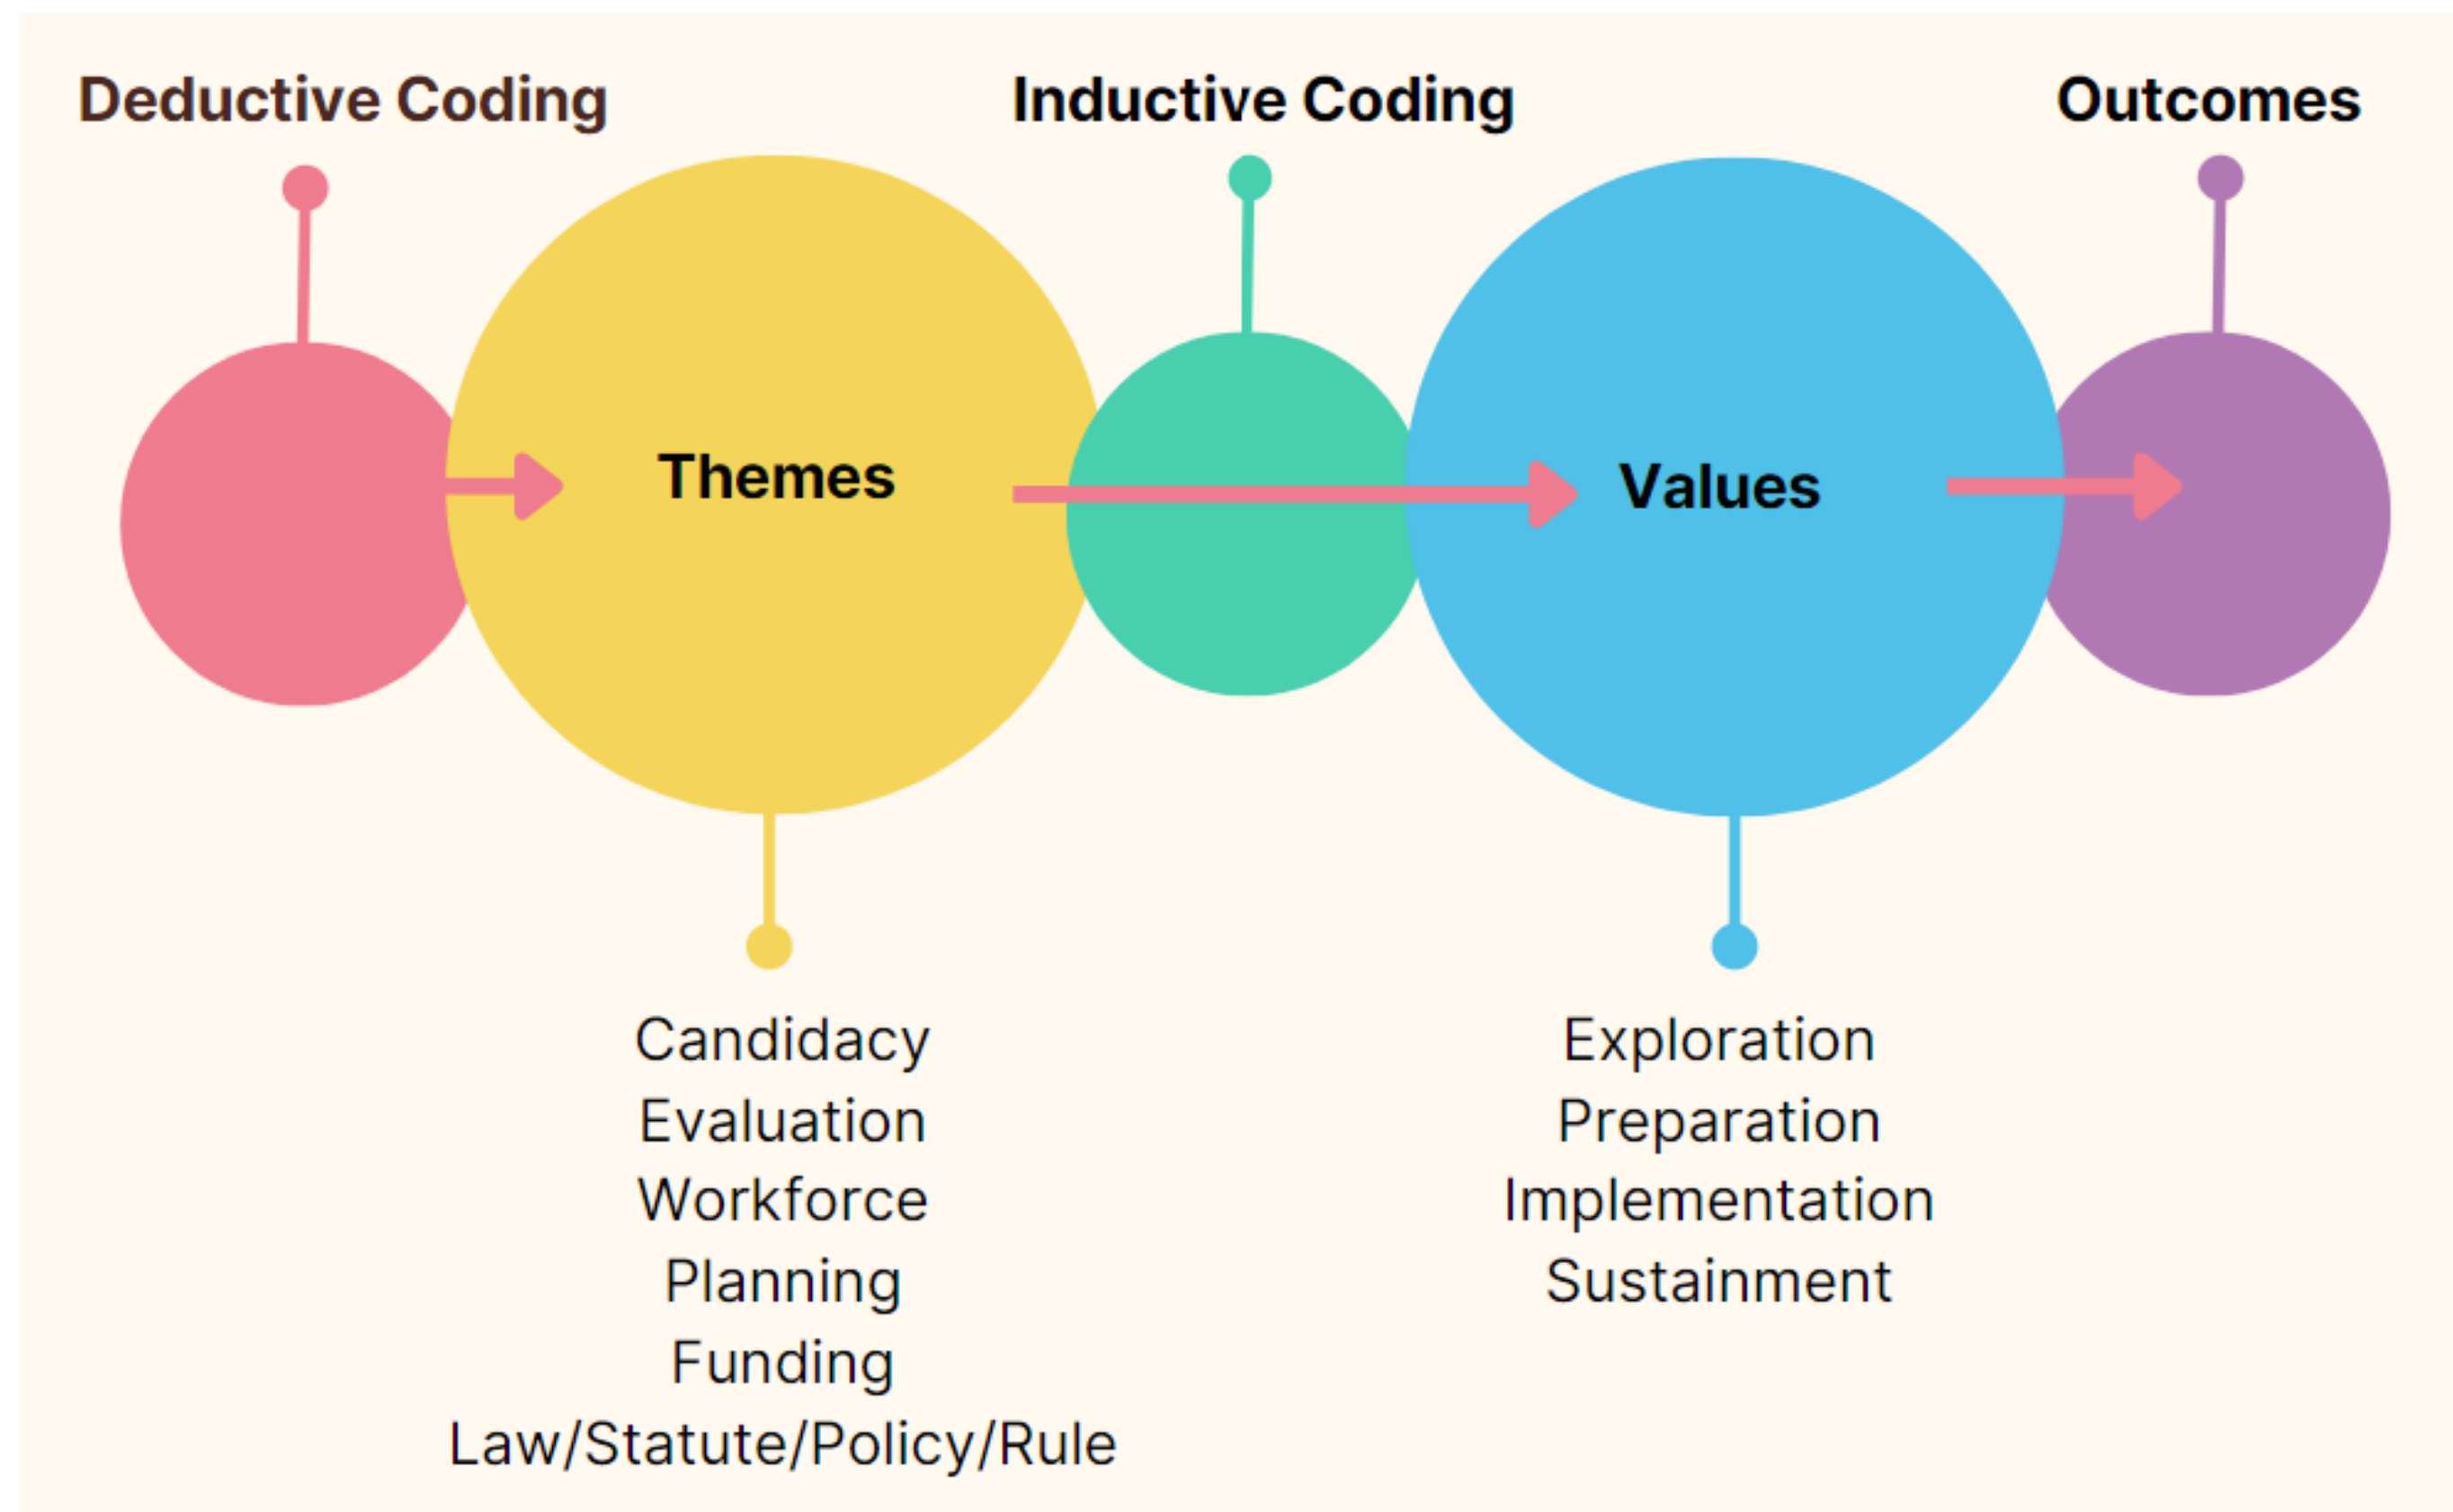 Deductive Coding
Inductive Coding
Outcomes
Themes
Values
Candidacy
Evaluation
Workforce
Planning
Funding
Law/Statute/Policy/Rule
Exploration
Preparation
Implementation
Sustainment